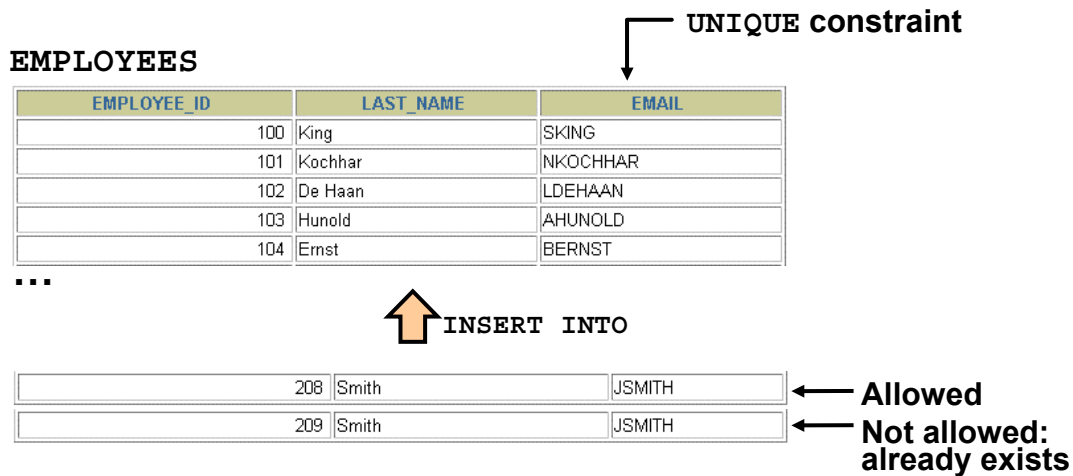 UNIQUE constraint
EMPLOYEES
EMPLOYEE_ID LAST_NAME EMAIL
100 King SKING
101 Kochhar NKOCHHAR
102 De Haan LDEHAAN
103 Hunold AHUNOLD
104 Ernst BERNST
...
INSERT INTO
208 Smith JSMITH Allowed
209 Smith JSMITH Not allowed:
already exists